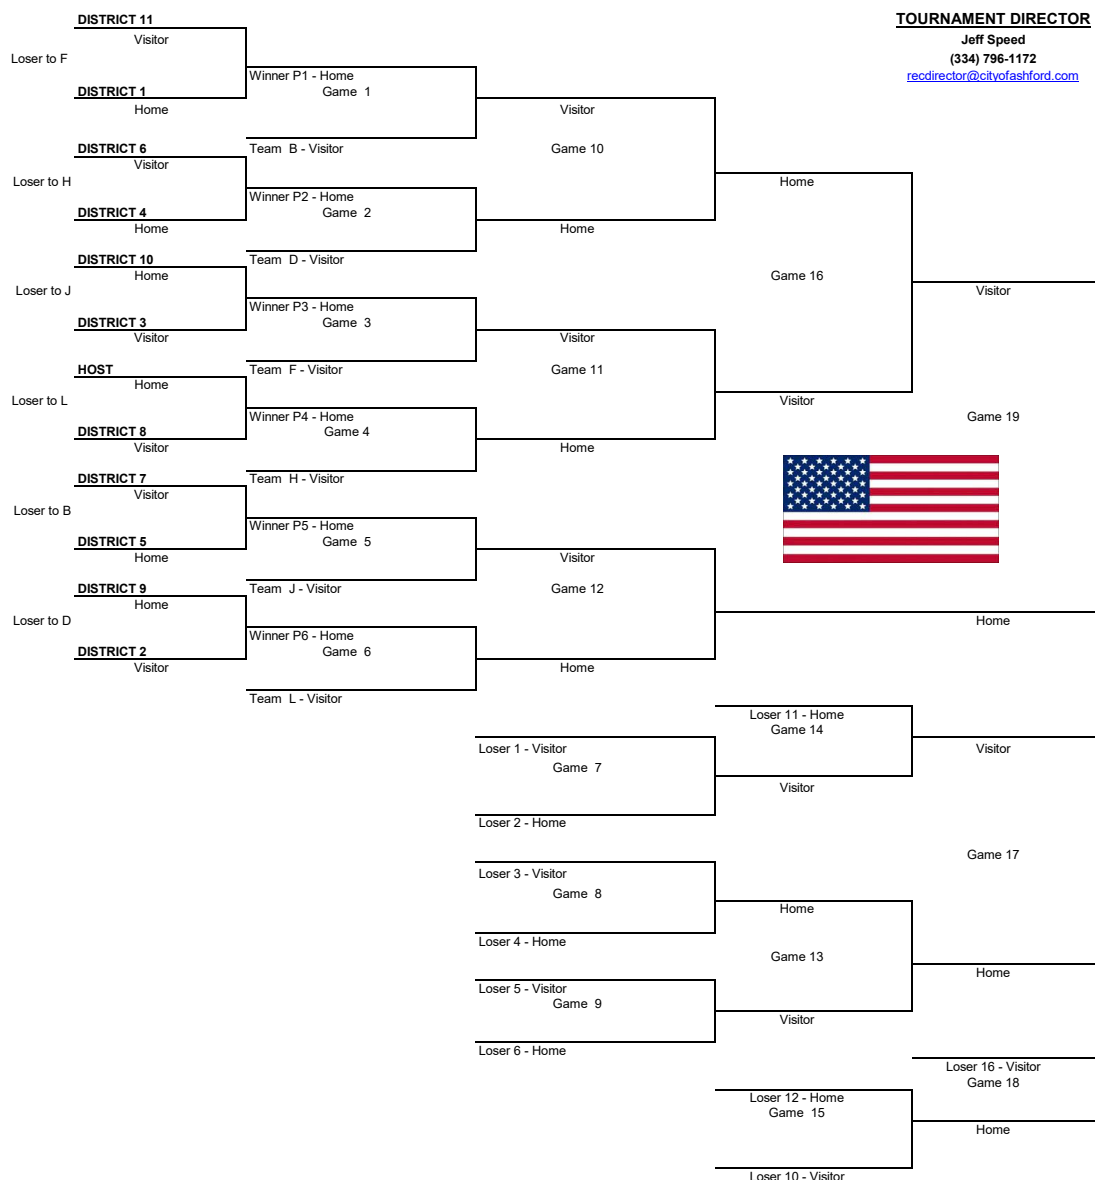 DISTRICT 11
TOURNAMENT DIRECTOR
Visitor
Jeff Speed
Loser to F
(334) 796-1172
Winner P1 - Home
recdirector@cityofashford.com
DISTRICT 1
Game 1
Home
Visitor
DISTRICT 6
Team B - Visitor
Game 10
Visitor
Loser to H
Home
Winner P2 - Home
DISTRICT 4
Game 2
Home
Home
DISTRICT 10
Team D - Visitor
Home
Game 16
Loser to J
Visitor
Winner P3 - Home
DISTRICT 3
Game 3
Visitor
Visitor
HOST
Team F - Visitor
Game 11
Home
Loser to L
Visitor
Winner P4 - Home
Game 19
DISTRICT 8
Game 4
Visitor
Home
DISTRICT 7
Team H - Visitor
Visitor
Loser to B
Winner P5 - Home
DISTRICT 5
Game 5
Home
Visitor
DISTRICT 9
Team J - Visitor
Game 12
Home
Loser to D
Home
Winner P6 - Home
DISTRICT 2
Game 6
Visitor
Home
Team L - Visitor
Loser 11 - Home
Game 14
Loser 1 - Visitor
Visitor
Game 7
Visitor
Loser 2 - Home
Game 17
Loser 3 - Visitor
Game 8
Home
Loser 4 - Home
Game 13
Home
Loser 5 - Visitor
Game 9
Visitor
Loser 6 - Home
Loser 16 - Visitor
Game 18
Loser 12 - Home
Game 15
Home
Loser 10 - Visitor